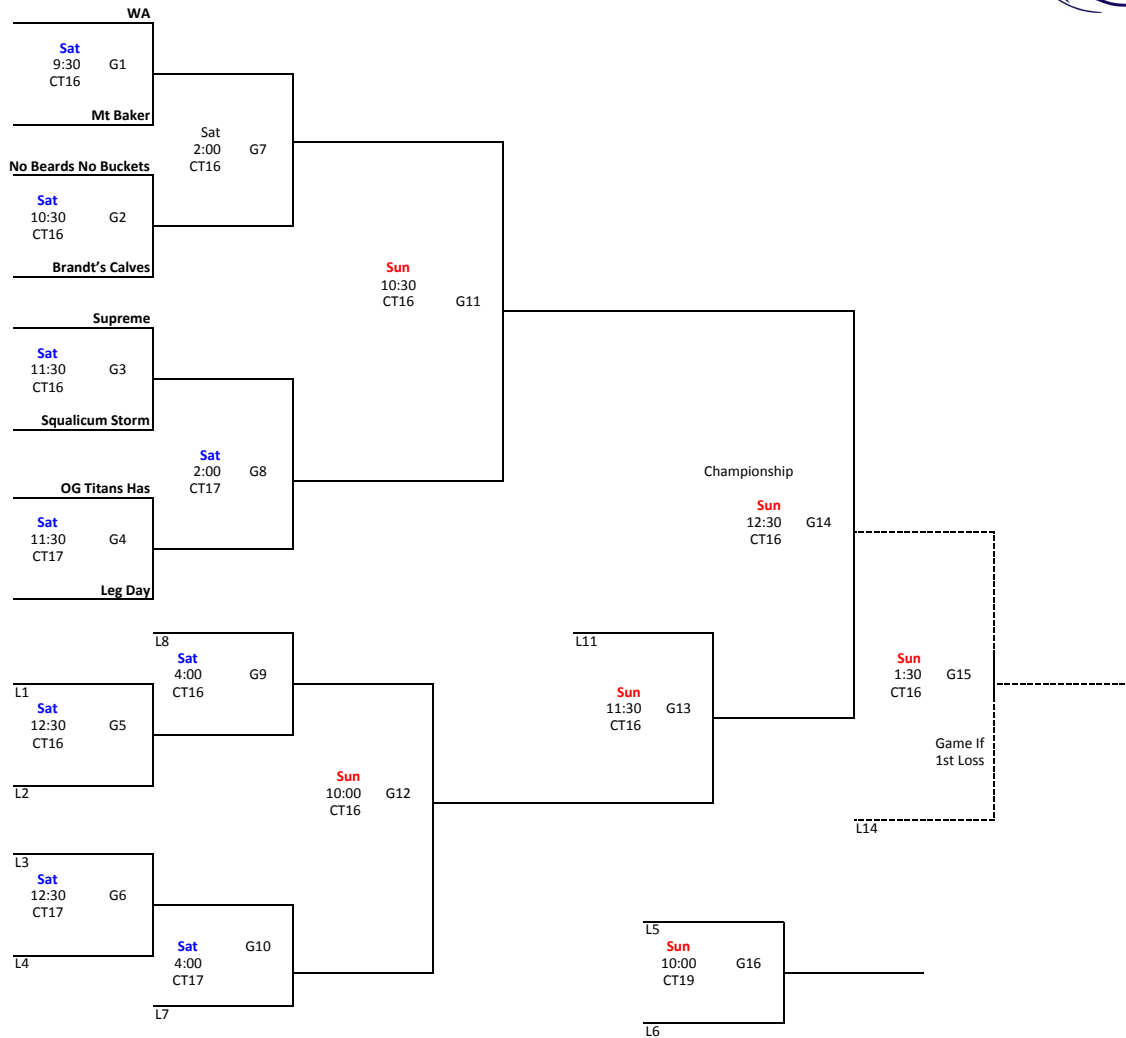 WA
Sat
9:30 G1
CT16
Mt Baker
Sat
2:00 G7
CT16
No Beards No Buckets
Sat
10:30 G2
CT16
Brandt's Calves
Sun
10:30
CT16 G11
Supreme
Sat
11:30 G3
CT16
Squalicum Storm
Sat
2:00 G8
CT17
OG Titans Has
Sat
11:30 G4
CT17
Leg Day
Championship
Sun
12:30 G14
CT16
L8
Sat
4:00 G9
CT16
L1
Sat
12:30 G5
CT16
L2
L11
Sun
11:30 G13
CT16
Sun
1:30 G15
CT16
Game If
1st Loss
L14
Sun
10:00 G12
CT16
L3
Sat
12:30 G6
CT17
L4
Sat G10
4:00
CT17
L7
L5
Sun
10:00 G16
CT19
L6